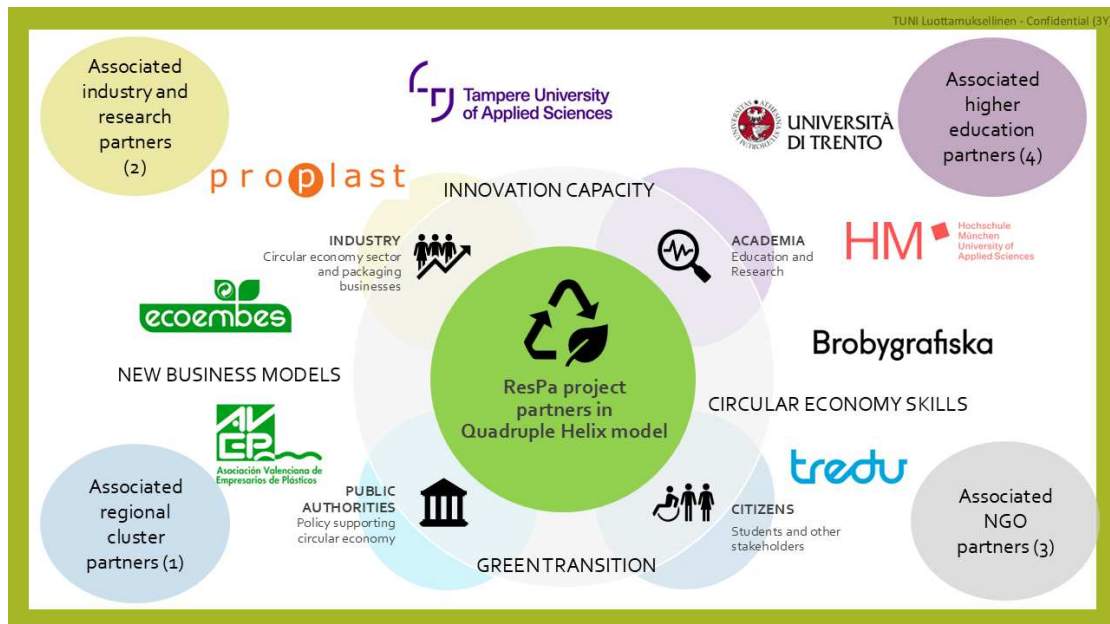 TUNI Luottamuksellinen - Confidential (3Y)
Associated
industry and
research
partners
(2)
Tampere University
of Applied Sciences
UNIVERSITÀ
DI TRENTO
Associated
higher
education
partners (4)
proplast
INNOVATION CAPACITY
INDUSTRY
Circular economy sector
and packaging
businesses
ACADEMIA
Education and
Research
HM
Hochschule
München
University of
Applied Sciences
ecoembes
Brobygrafiska
NEW BUSINESS MODELS
ResPa project
partners in
Quadruple Helix model
CIRCULAR ECONOMY SKILLS
AVEP
Asociación Valenciana de
Empresarios de Plásticos
tredu
Associated
regional
cluster
partners (1)
PUBLIC
AUTHORITIES
Policy supporting
circular economy
CITIZENS
Students and other
stakeholders
Associated
NGO
partners (3)
GREEN TRANSITION